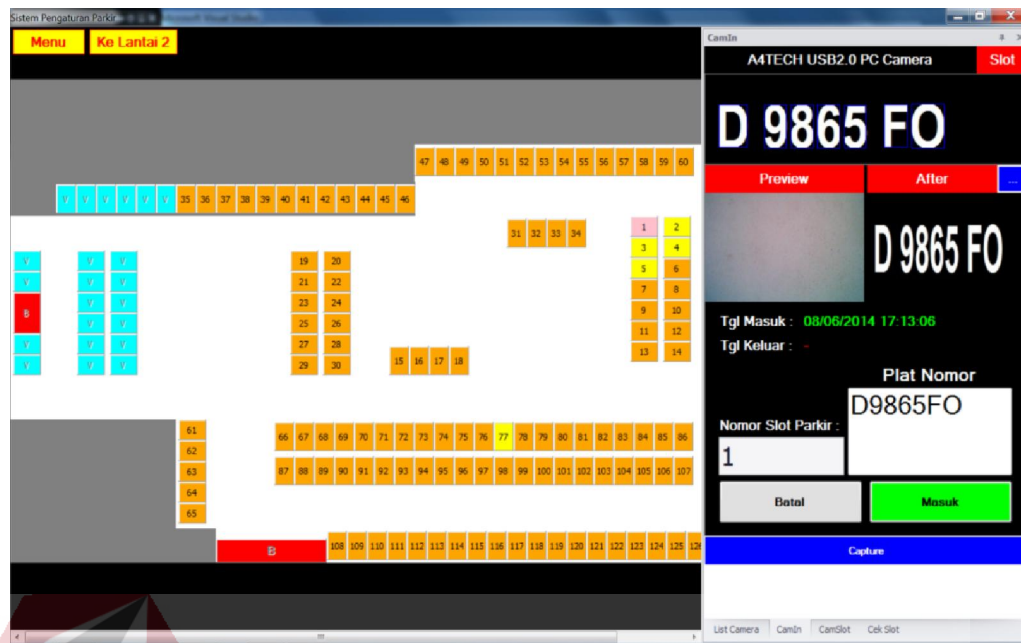 Sistem Pengaturan Parkir
Menu Ke Lantai 2
47 48 49 50 51 52 53 54 55 56 57 58 59 60
V V V V V V 35 36 37 38 39 40 41 42 43 44 45 46
31 32 33 34
1 2
3 4
5 6
7 8
9 10
11 12
13 14
V V V
V V V
B V V
V V
V V V
V V V
19 20
21 22
23 24
25 26
27 28
29 30
15 16 17 18
61
62
63
64
65
66 67 68 69 70 71 72 73 74 75 76 77 78 79 80 81 82 83 84 85 86
87 88 89 90 91 92 93 94 95 96 97 98 99 100 101 102 103 104 105 106 107
B 108 109 110 111 112 113 114 115 116 117 118 119 120 121 122 123 124 125
CamIn
A4TECH USB2.0 PC Camera Slot
D 9865 FO
Preview After ...
D 9865 FO
Tgl Masuk : 08/06/2014 17:13:06
Tgl Keluar : -
Plat Nomor
D9865FO
Nomor Slot Parkir :
1
Batal Masuk
Capture
List Camera CamIn CamSlot Cek Slot